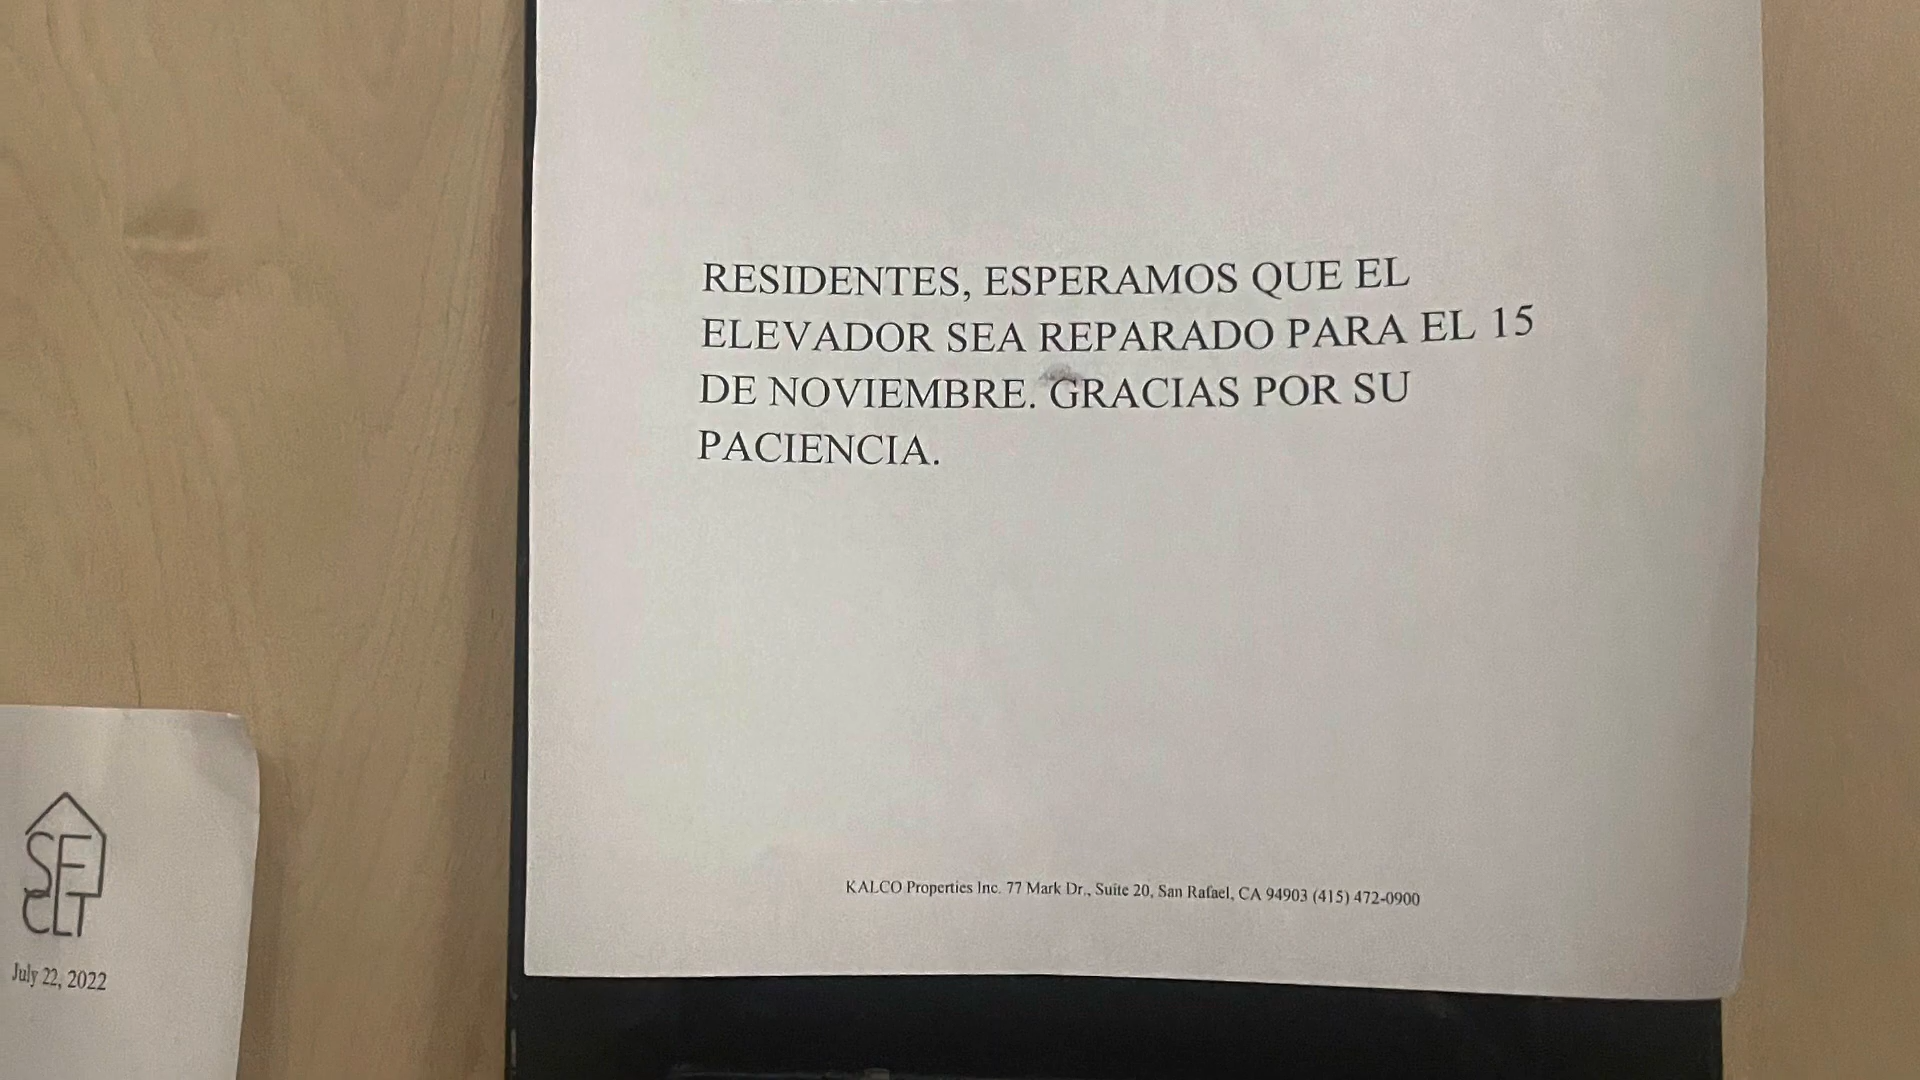 RESIDENTES, ESPERAMOS QUE EL
ELEVADOR SEA REPARADO PARA EL 15
DE NOVIEMBRE. GRACIAS POR SU
PACIENCIA.
KALCO Properties Inc. 77 Mark Dr., Suite 20, San Rafael, CA 94903 (415) 472-0900
SF
CLT
July 22, 2022